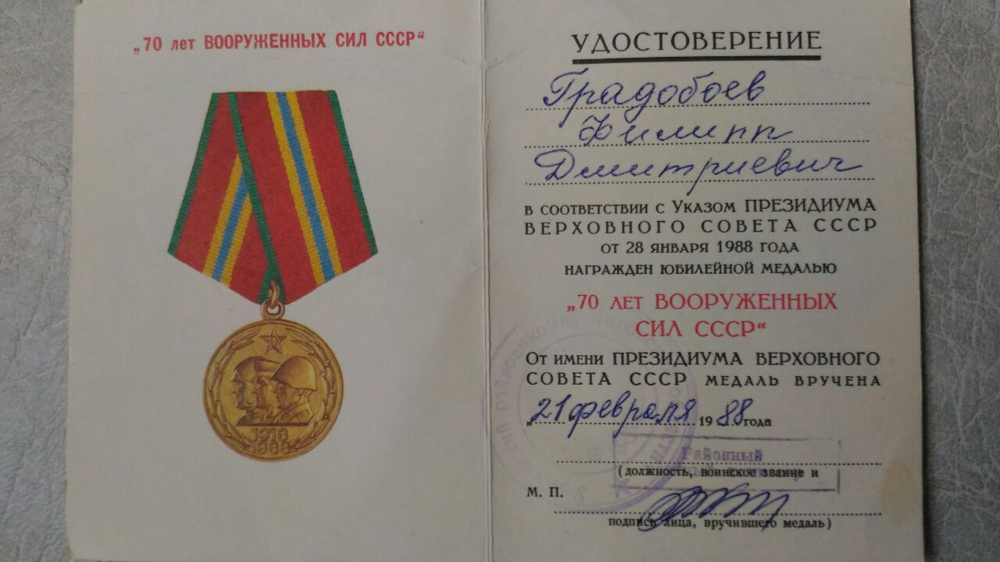 „70 лет ВООРУЖЕННЫХ СИЛ СССР“
1918
1988
УДОСТОВЕРЕНИЕ
Градобоев
Филипп
Дмитриевич
В СООТВЕТСТВИИ С УКАЗОМ ПРЕЗИДИУМА
ВЕРХОВНОГО СОВЕТА СССР
ОТ 28 ЯНВАРЯ 1988 ГОДА
НАГРАЖДЕН ЮБИЛЕЙНОЙ МЕДАЛЬЮ
„70 ЛЕТ ВООРУЖЕННЫХ
СИЛ СССР“
ОТ ИМЕНИ ПРЕЗИДИУМА ВЕРХОВНОГО
СОВЕТА СССР МЕДАЛЬ ВРУЧЕНА
„21 февраля 1988 года
Районный
(должность, воинское звание и
М. П.
подпись лица, вручившего медаль)